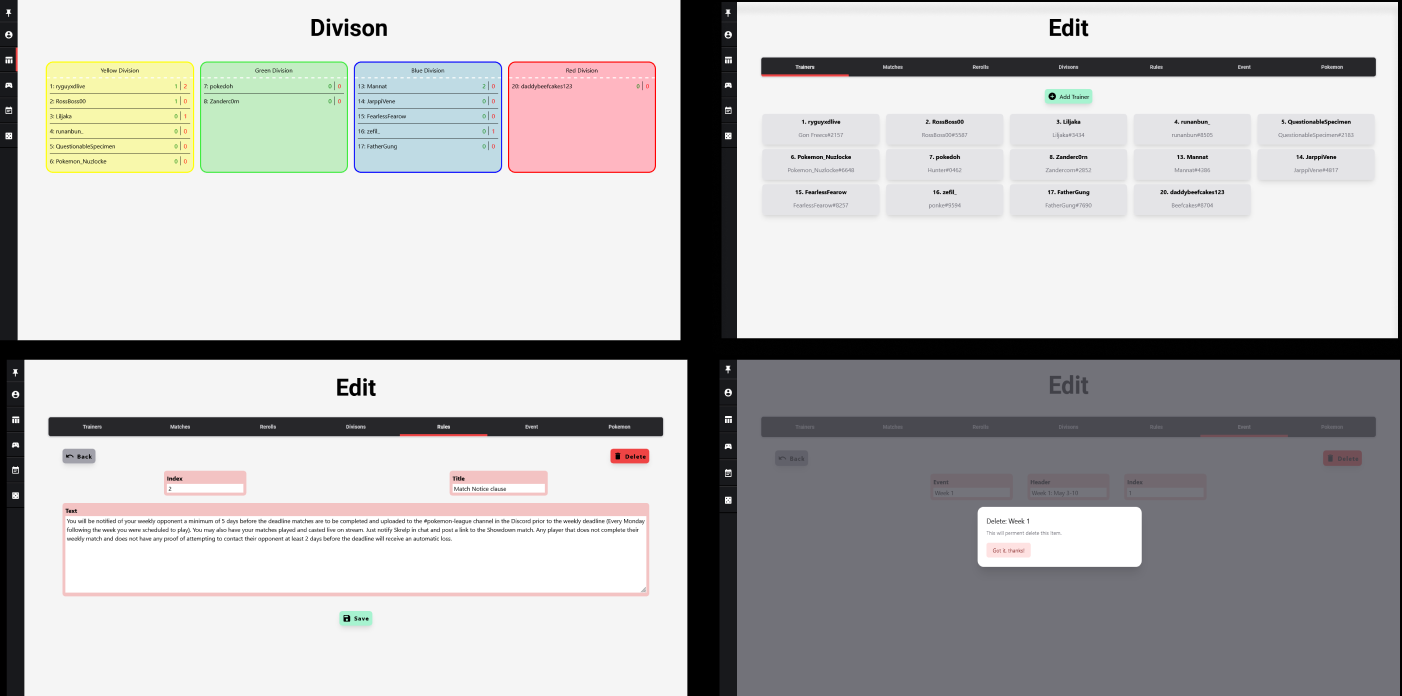 Divison
Yellow Division
1: ryguyxdlive 1 2
2: RossBoss00 1 0
3: Liljaka 0 1
4: runanbun_ 0 0
5: QuestionableSpecimen 0 0
6: Pokemon_Nuzlocke 0 0
Green Division
7: pokedoh 0 0
8: Zanderc0rn 0 0
Blue Division
13: Mannat 2 0
14: JarppiVene 0 0
15: FearlessFearow 0 0
16: zefil_ 0 1
17: FatherGung 0 0
Red Division
20: daddybeefcakes123 0 0
Edit
Trainers Matches Rerolls Divisons Rules Event Pokemon
Add Trainer
1. ryguyxdlive 2. RossBoss00 3. Liljaka 4. runanbun_ 5. QuestionableSpecimen
Gon Freecs#2157 RossBoss00#5587 Liljaka#3434 runanbun#8505 QuestionableSpecimen#2183
6. Pokemon_Nuzlocke 7. pokedoh 8. Zanderc0rn 13. Mannat 14. JarppiVene
Pokemon_Nuzlocke#6648 Hunter#0462 Zandercorn#2852 Mannat#4386 JarppiVene#4817
15. FearlessFearow 16. zefil_ 17. FatherGung 20. daddybeefcakes123
FearlessFearow#8257 ponke#9594 FatherGung#7690 Beefcakes#0704
Edit
Trainers Matches Rerolls Divisons Rules Event Pokemon
Back Delete
Index Title
2 Match Notice clause
Text
You will be notified of your weekly opponent a minimum of 5 days before the deadline matches are to be completed and uploaded to the #pokemon-league channel in the Discord prior to the weekly deadline (Every Monday
following the week you were scheduled to play). You may also have your matches played and casted live on stream. Just notify Skrelp in chat and post a link to the Showdown match. Any player that does not complete their
weekly match and does not have any proof of attempting to contact their opponent at least 2 days before the deadline will receive an automatic loss.
Save
Edit
Trainers Matches Rerolls Divisons Rules Event Pokemon
Back Delete
Event Header Index
Week 1 Week 1: May 3-10 1
Delete: Week 1
This will perment delete this item.
Got it, thanks!